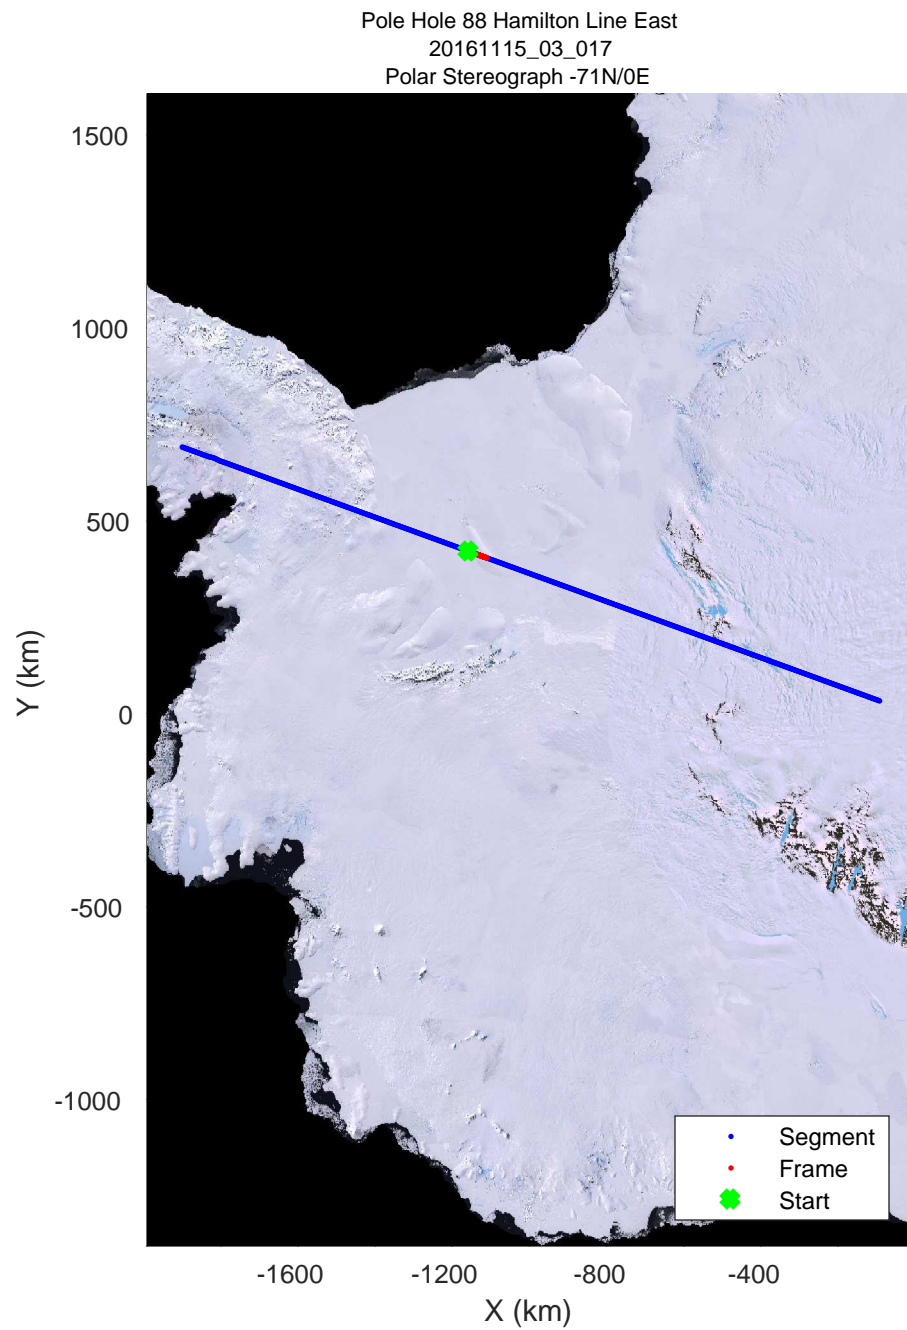 Pole Hole 88 Hamilton Line East
20161115_03_017
Polar Stereograph -71N/0E
1500
1000
500
0
-500
-1000
Y (km)
-1600
-1200
-800
-400
X (km)
Segment
Frame
Start